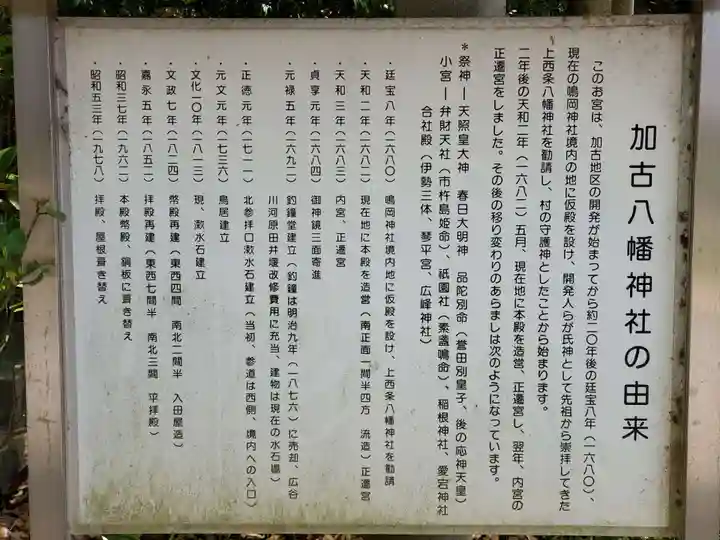 加古八幡神社の由来
このお宮は、加古地区の開発が始まってから約二〇年後の延宝八年（一六八〇）、
現在の鳴岡神社境内の地に仮殿を設け、開発人らが氏神として先祖から崇拝してきた
上西条八幡神社を勧請し、村の守護神としたことから始まります。
二年後の天和二年（一六八二）五月、現在地に本殿を造営、正遷宮し、翌年、内宮の
正遷宮をしました。その後の移り変わりのあらましは次のようになっています。
＊祭神ー天照皇大神　春日大明神　品陀別命（誉田別皇子、後の応神天皇）
小宮ー弁財天社（市杵島姫命）、祇園社（素盞鳴命）、稲根神社、愛宕神社
合社殿（伊勢三体、琴平宮、広峰神社）
・廷宝八年（一六八〇）　鳴岡神社境内地に仮殿を設け、上西条八幡神社を勧請
・天和二年（一六八二）　現在地に本殿を造営（南正面一間半四方　流造）正遷宮
・天和三年（一六八三）　内宮、正遷宮
・貞享元年（一六八四）　御神鏡三面寄進
・元禄五年（一六九二）　釣鐘堂建立（釣鐘は明治九年（一八七六）に売却、広谷
川河原田井堰改修費用に充当、建物は現在の水石場）
・正徳元年（一七一一）　北参拝口漱水石建立（当初、参道は西側、境内への入口）
・元文元年（一七三六）　鳥居建立
・文化一〇年（一八一三）　現、漱水石建立
・文政七年（一八二四）　幣殿再建（東西四間　南北二間半　入田屋造）
・嘉永五年（一八五二）　拝殿再建（東西七間半　南北三間　平拝殿）
・昭和三七年（一九六二）　本殿幣殿、銅板に葺き替え
・昭和五三年（一九七八）　拝殿、屋根葺き替え